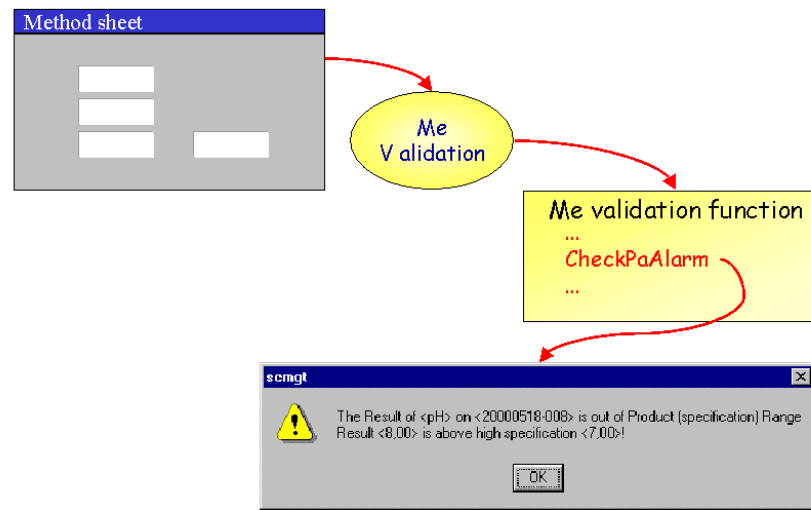 Method sheet
Me
V alidation
Me validation function
...
CheckPaAlarm
...
scmgt
The Result of <pH> on <20000518-008> is out of Product (specification) Range
Result <8,00> is above high specification <7,00>!
OK